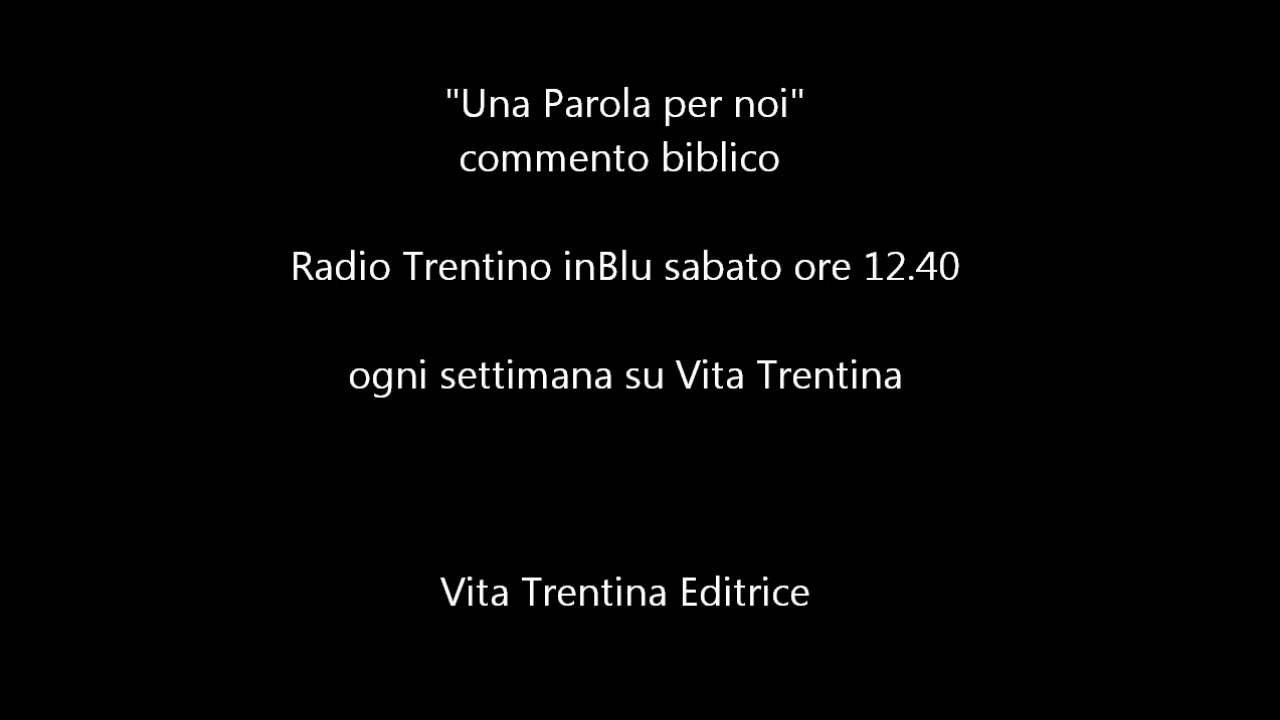 "Una Parola per noi"
commento biblico
Radio Trentino inBlu sabato ore 12.40
ogni settimana su Vita Trentina
Vita Trentina Editrice